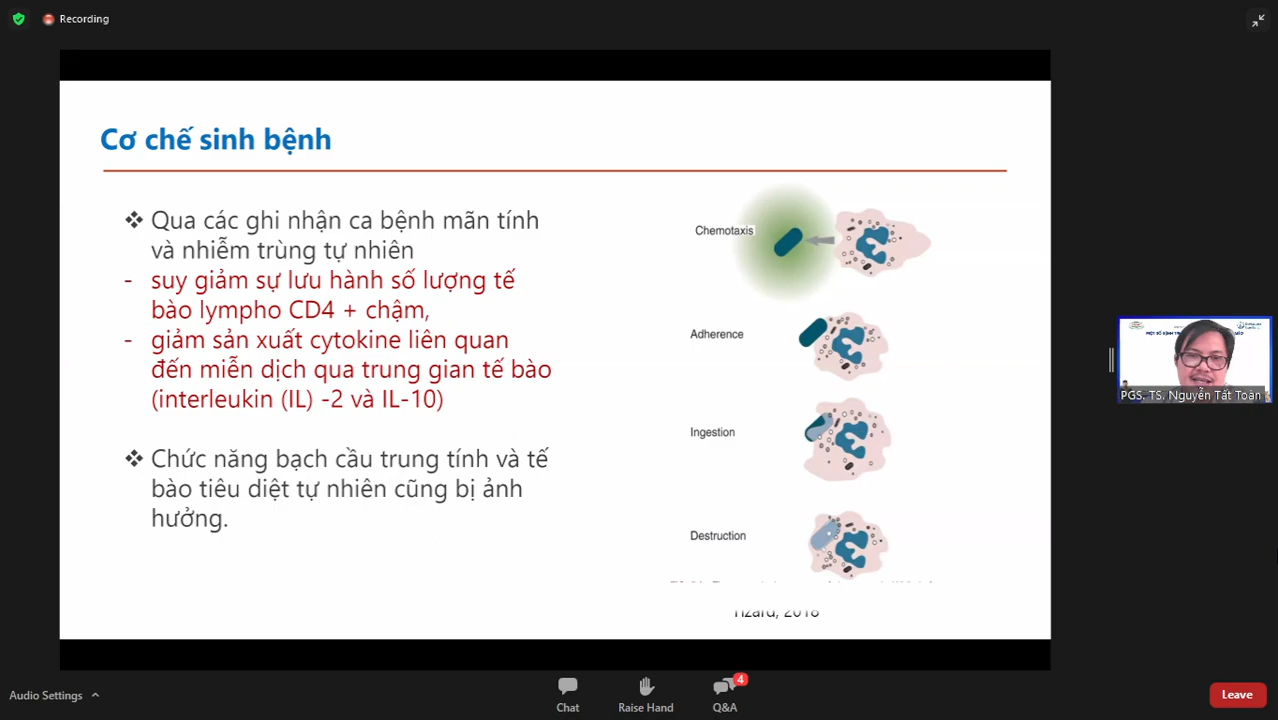 Recording
Cơ chế sinh bệnh
❖ Qua các ghi nhận ca bệnh mãn tính
và nhiễm trùng tự nhiên
- suy giảm sự lưu hành số lượng tế
bào lympho CD4 + chậm,
- giảm sản xuất cytokine liên quan
đến miễn dịch qua trung gian tế bào
(interleukin (IL) -2 và IL-10)
❖ Chức năng bạch cầu trung tính và tế
bào tiêu diệt tự nhiên cũng bị ảnh
hưởng.
Chemotaxis
Adherence
Ingestion
Destruction
Tizard, 2018
PGS. TS. Nguyễn Tất Toàn
Audio Settings
Chat
Raise Hand
4
Q&A
Leave